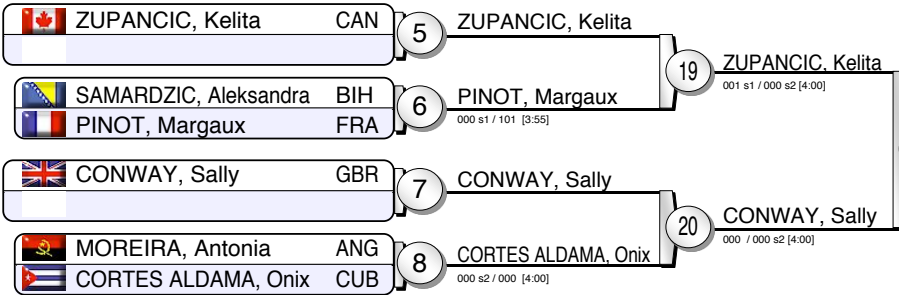 ZUPANCIC, Kelita CAN
5
ZUPANCIC, Kelita
19
ZUPANCIC, Kelita
001 s1 / 000 s2 [4:00]
SAMARDZIC, Aleksandra BIH
PINOT, Margaux FRA
6
PINOT, Margaux
000 s1 / 101 [3:55]
CONWAY, Sally GBR
7
CONWAY, Sally
20
CONWAY, Sally
000 / 000 s2 [4:00]
MOREIRA, Antonia ANG
CORTES ALDAMA, Onix CUB
8
CORTES ALDAMA, Onix
000 s2 / 000 [4:00]